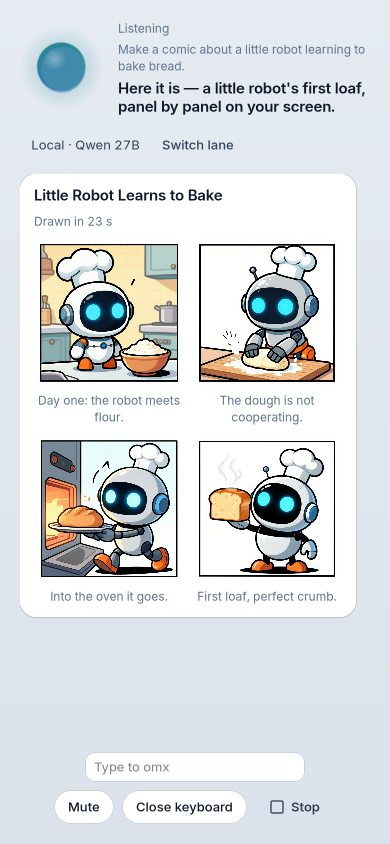 Listening
Make a comic about a little robot learning to
bake bread.
Here it is — a little robot's first loaf,
panel by panel on your screen.
Local · Qwen 27B
Switch lane
Little Robot Learns to Bake
Drawn in 23 s
Day one: the robot meets
flour.
The dough is not
cooperating.
Into the oven it goes.
First loaf, perfect crumb.
Type to omx
Mute
Close keyboard
Stop